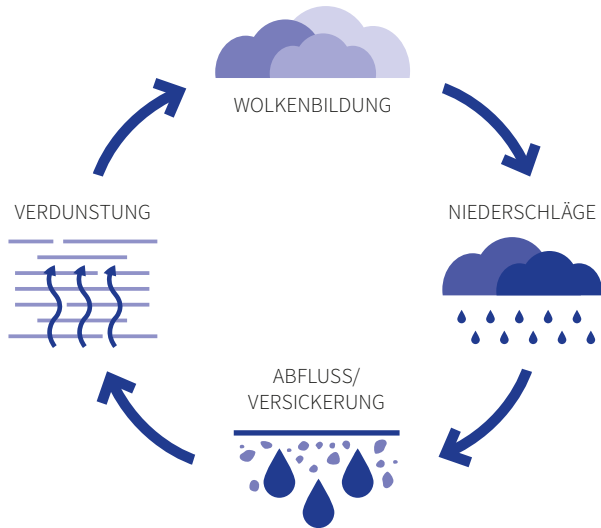 WOLKENBILDUNG
VERDUNSTUNG
NIEDERSCHLÄGE
ABFLUSS/
VERSICKERUNG